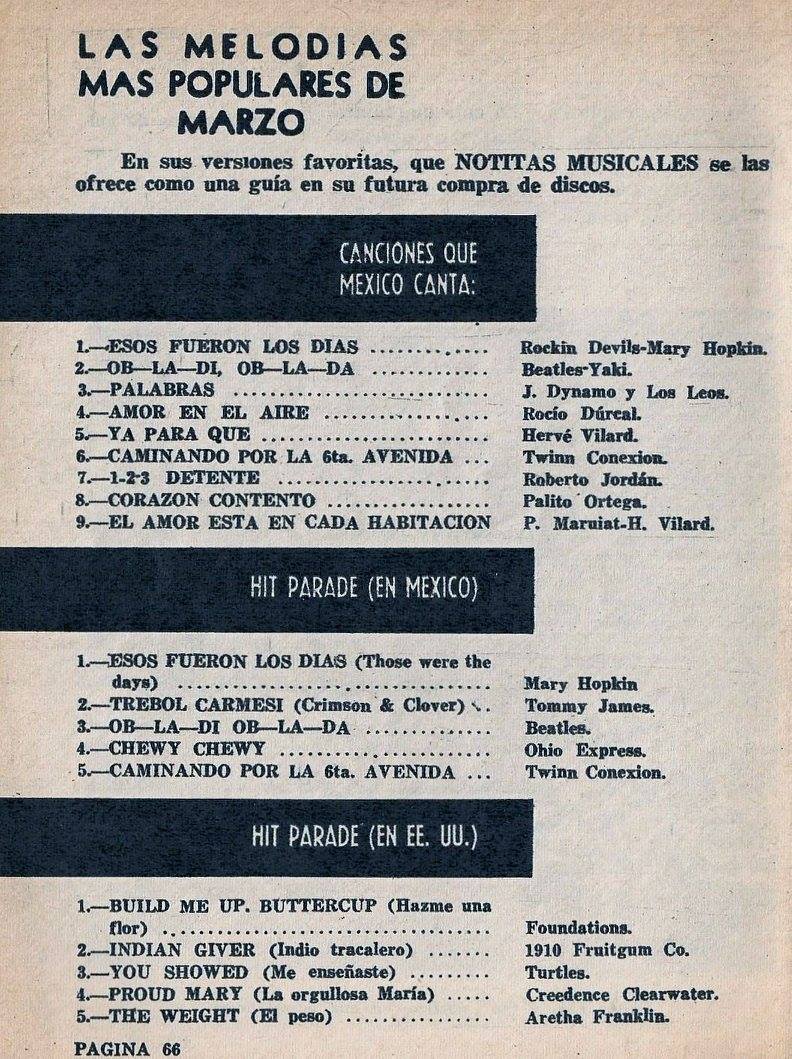 LAS MELODIAS
MAS POPULARES DE
MARZO
En sus versiones favoritas, que NOTITAS MUSICALES se las
ofrece como una guía en su futura compra de discos.
CANCIONES QUE
MEXICO CANTA:
1.—ESOS FUERON LOS DIAS .............. Rockin Devils-Mary Hopkin.
2.—OB—LA—DI, OB—LA—DA ............. Beatles-Yaki.
3.—PALABRAS ............................. J. Dynamo y Los Leos.
4.—AMOR EN EL AIRE .................... Rocío Dúrcal.
5.—YA PARA QUE ......................... Hervé Vilard.
6.—CAMINANDO POR LA 6ta. AVENIDA ... Twinn Conexion.
7.—1-2-3 DETENTE ....................... Roberto Jordán.
8.—CORAZON CONTENTO ................. Palito Ortega.
9.—EL AMOR ESTA EN CADA HABITACION P. Maruiat-H. Vilard.
HIT PARADE (EN MEXICO)
1.—ESOS FUERON LOS DIAS (Those were the
days) .................................. Mary Hopkin
2.—TREBOL CARMESI (Crimson & Clover) .. Tommy James.
3.—OB—LA—DI OB—LA—DA .............. Beatles.
4.—CHEWY CHEWY ....................... Ohio Express.
5.—CAMINANDO POR LA 6ta. AVENIDA ... Twinn Conexion.
HIT PARADE (EN EE. UU.)
1.—BUILD ME UP. BUTTERCUP (Hazme una
flor) ................................... Foundations.
2.—INDIAN GIVER (Indio tracalero) ....... 1910 Fruitgum Co.
3.—YOU SHOWED (Me enseñaste) ......... Turtles.
4.—PROUD MARY (La orgullosa María) ..... Creedence Clearwater.
5.—THE WEIGHT (El peso) ................ Aretha Franklin.
PAGINA 66